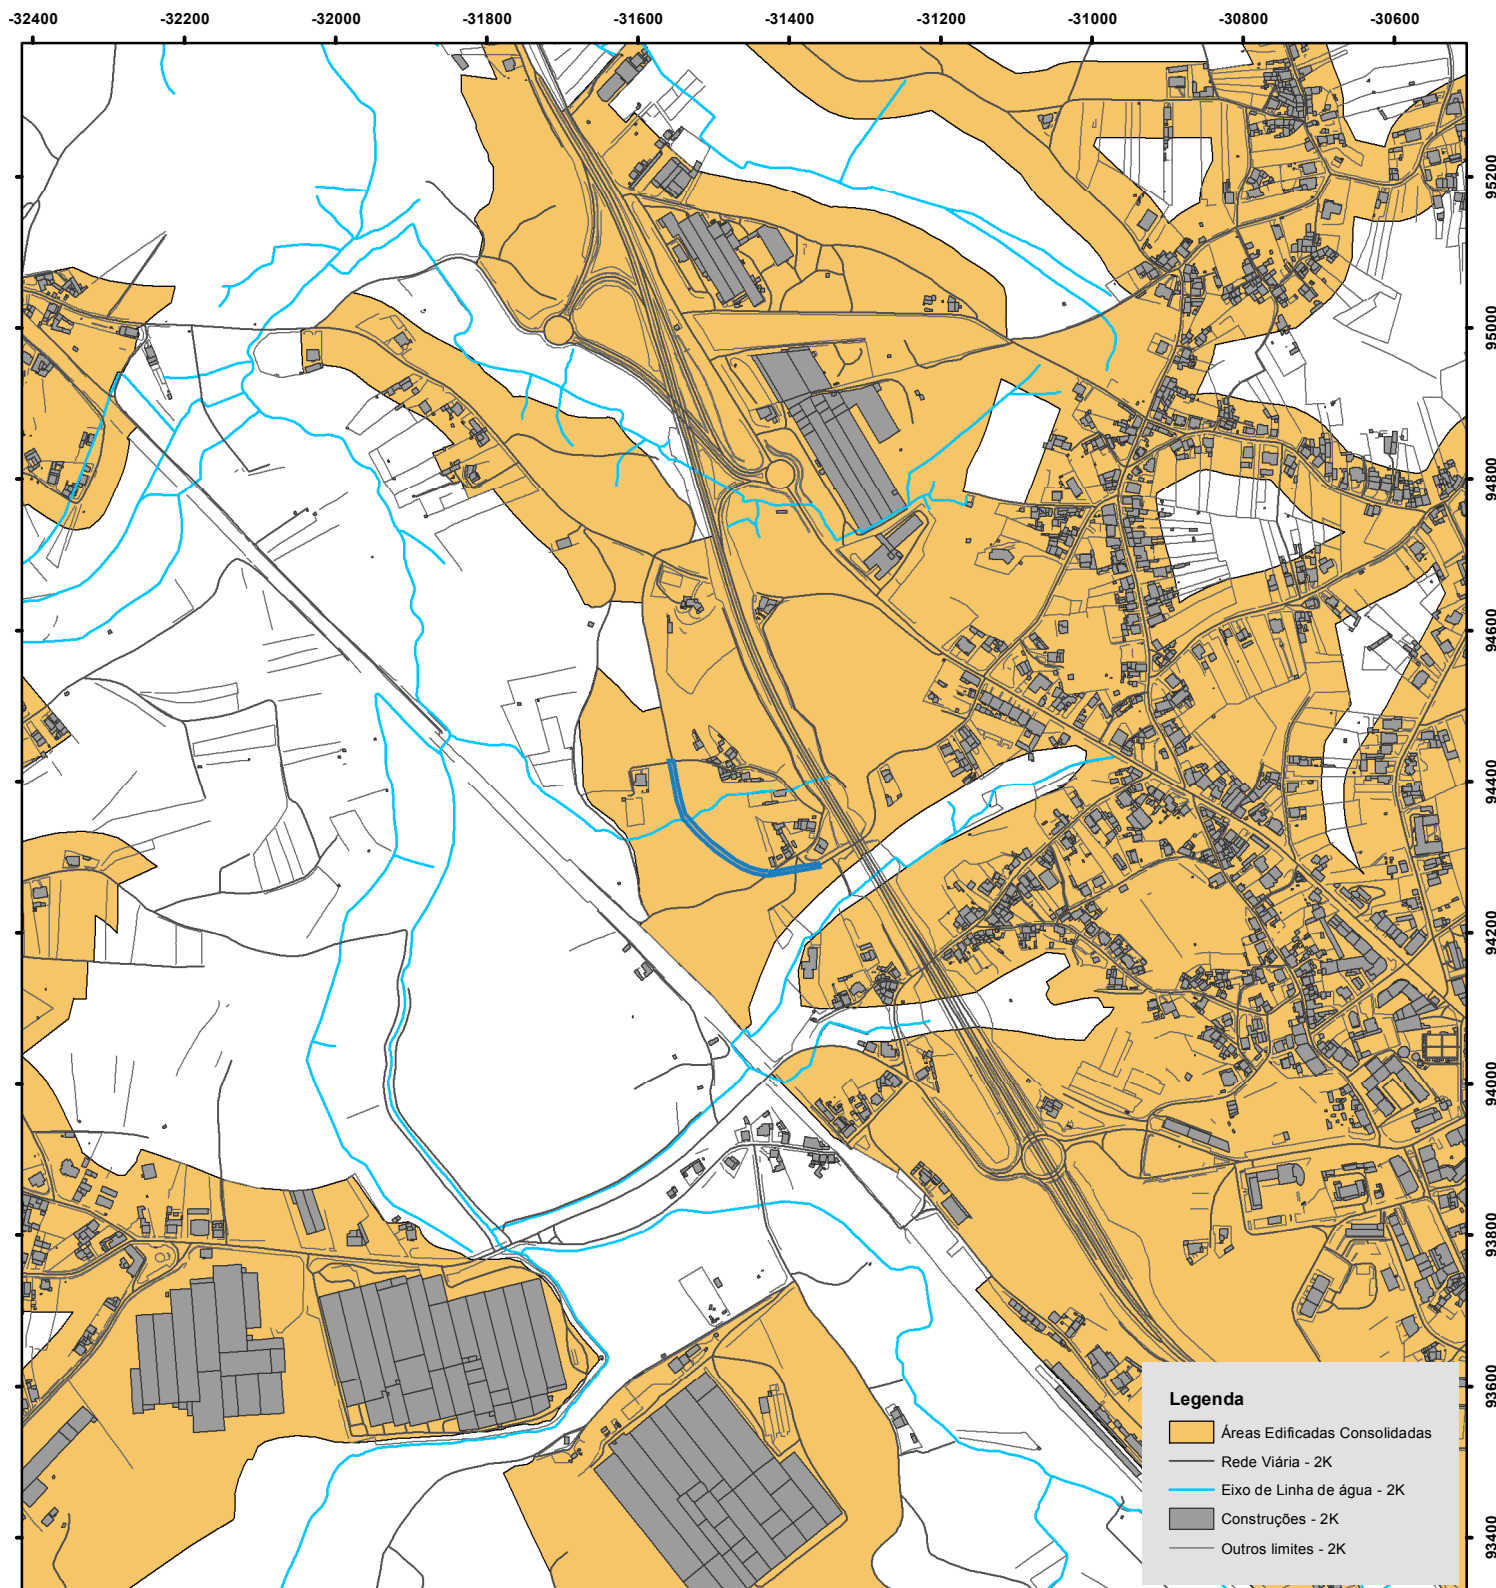 -32400 -32200 -32000 -31800 -31600 -31400 -31200 -31000 -30800 -30600
95200
95000
94800
94600
94400
94200
94000
93800
93600
93400
Legenda
Áreas Edificadas Consolidadas
Rede Viária - 2K
Eixo de Linha de água - 2K
Construções - 2K
Outros limites - 2K